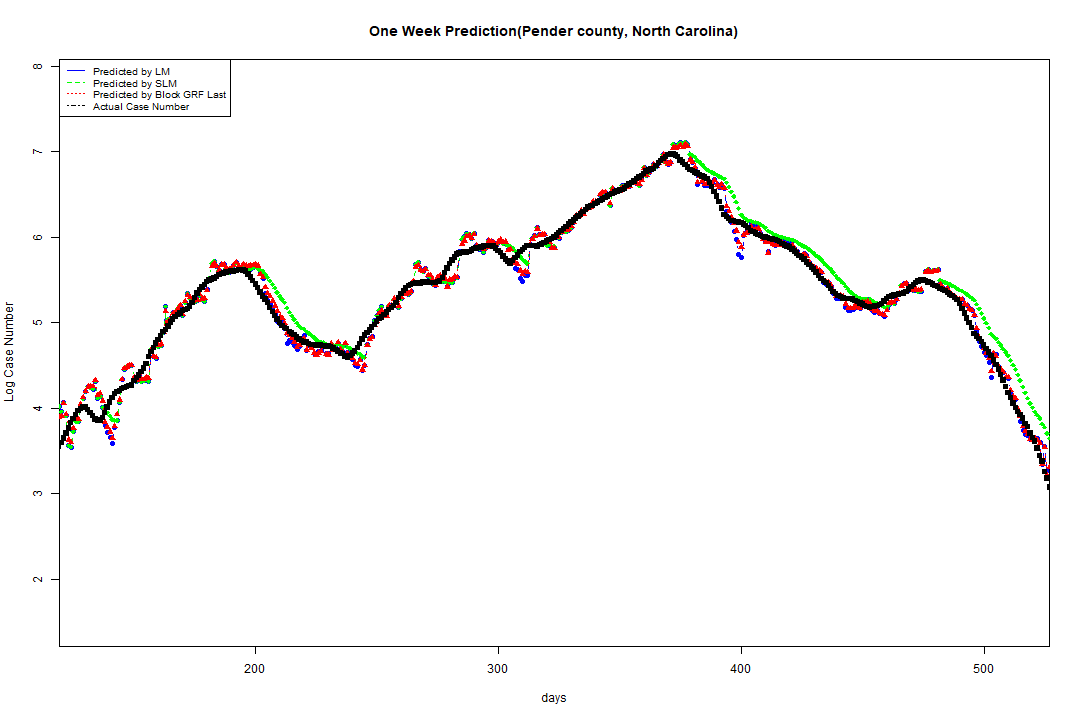 One Week Prediction(Pender county, North Carolina)
Predicted by LM
Predicted by SLM
Predicted by Block GRF Last
Actual Case Number
8
7
6
5
4
3
2
Log Case Number
200 300 400 500
days